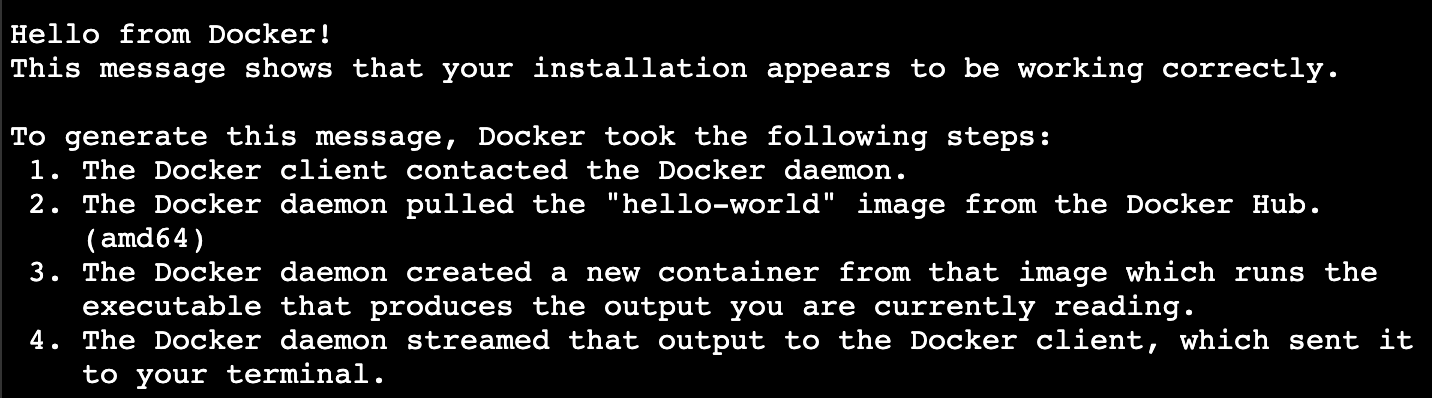 Hello from Docker!
This message shows that your installation appears to be working correctly.

To generate this message, Docker took the following steps:
 1. The Docker client contacted the Docker daemon.
 2. The Docker daemon pulled the "hello-world" image from the Docker Hub.
    (amd64)
 3. The Docker daemon created a new container from that image which runs the
    executable that produces the output you are currently reading.
 4. The Docker daemon streamed that output to the Docker client, which sent it
    to your terminal.